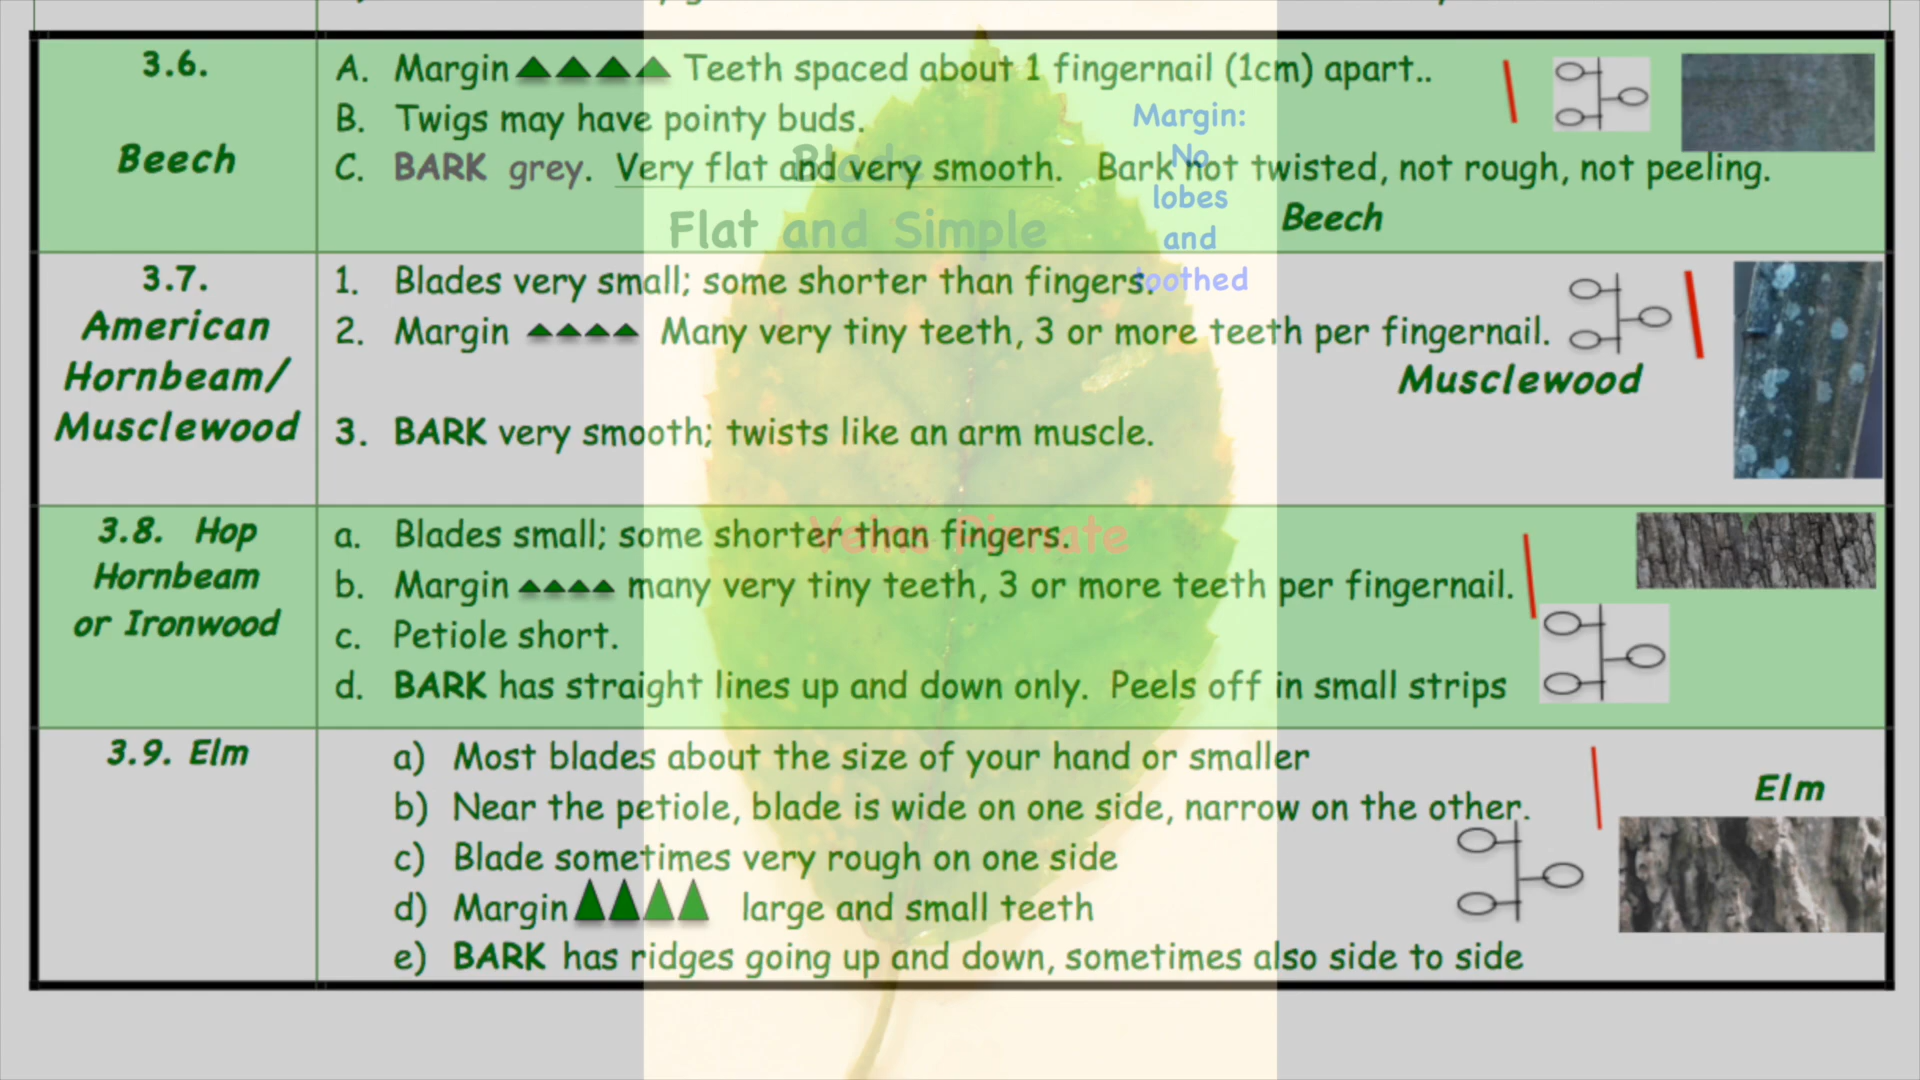 3.6.
Beech
A. Margin Teeth spaced about 1 fingernail (1cm) apart..
B. Twigs may have pointy buds.
C. BARK grey. Very flat and very smooth. Bark not twisted, not rough, not peeling.
Beech
Blade
Flat and Simple
Margin:
No
lobes
and
toothed
3.7.
American
Hornbeam/
Musclewood
1. Blades very small; some shorter than fingers.
2. Margin Many very tiny teeth, 3 or more teeth per fingernail.
Musclewood
3. BARK very smooth; twists like an arm muscle.
3.8. Hop
Hornbeam
or Ironwood
a. Blades small; some shorter than fingers.
Veins Pinnate
b. Margin many very tiny teeth, 3 or more teeth per fingernail.
c. Petiole short.
d. BARK has straight lines up and down only. Peels off in small strips
3.9. Elm
a) Most blades about the size of your hand or smaller
Elm
b) Near the petiole, blade is wide on one side, narrow on the other.
c) Blade sometimes very rough on one side
d) Margin large and small teeth
e) BARK has ridges going up and down, sometimes also side to side